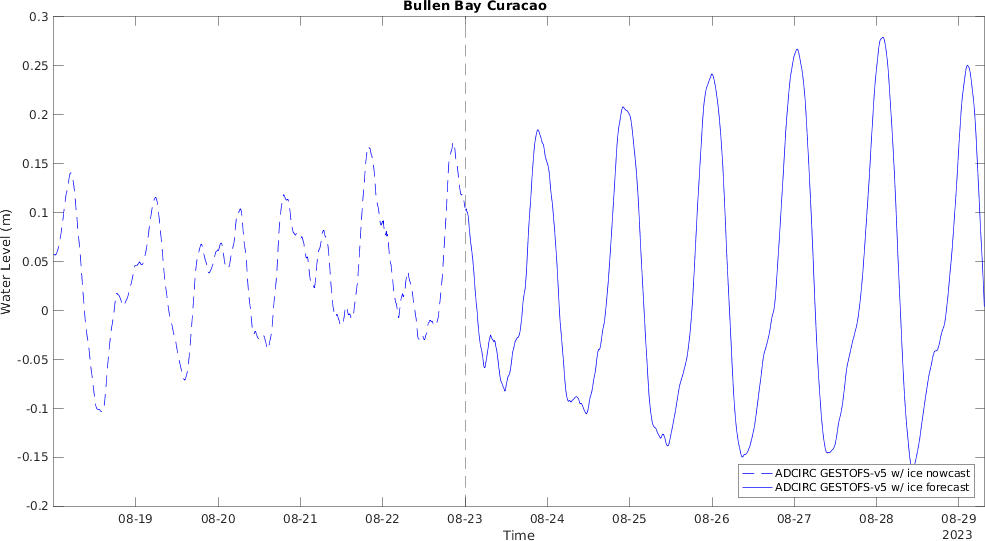 Bullen Bay Curacao
0.3
0.25
0.2
0.15
0.1
0.05
0
-0.05
-0.1
-0.15
-0.2
Water Level (m)
ADCIRC GESTOFS-v5 w/ ice nowcast
ADCIRC GESTOFS-v5 w/ ice forecast
08-19 08-20 08-21 08-22 08-23 08-24 08-25 08-26 08-27 08-28 08-29
Time
2023